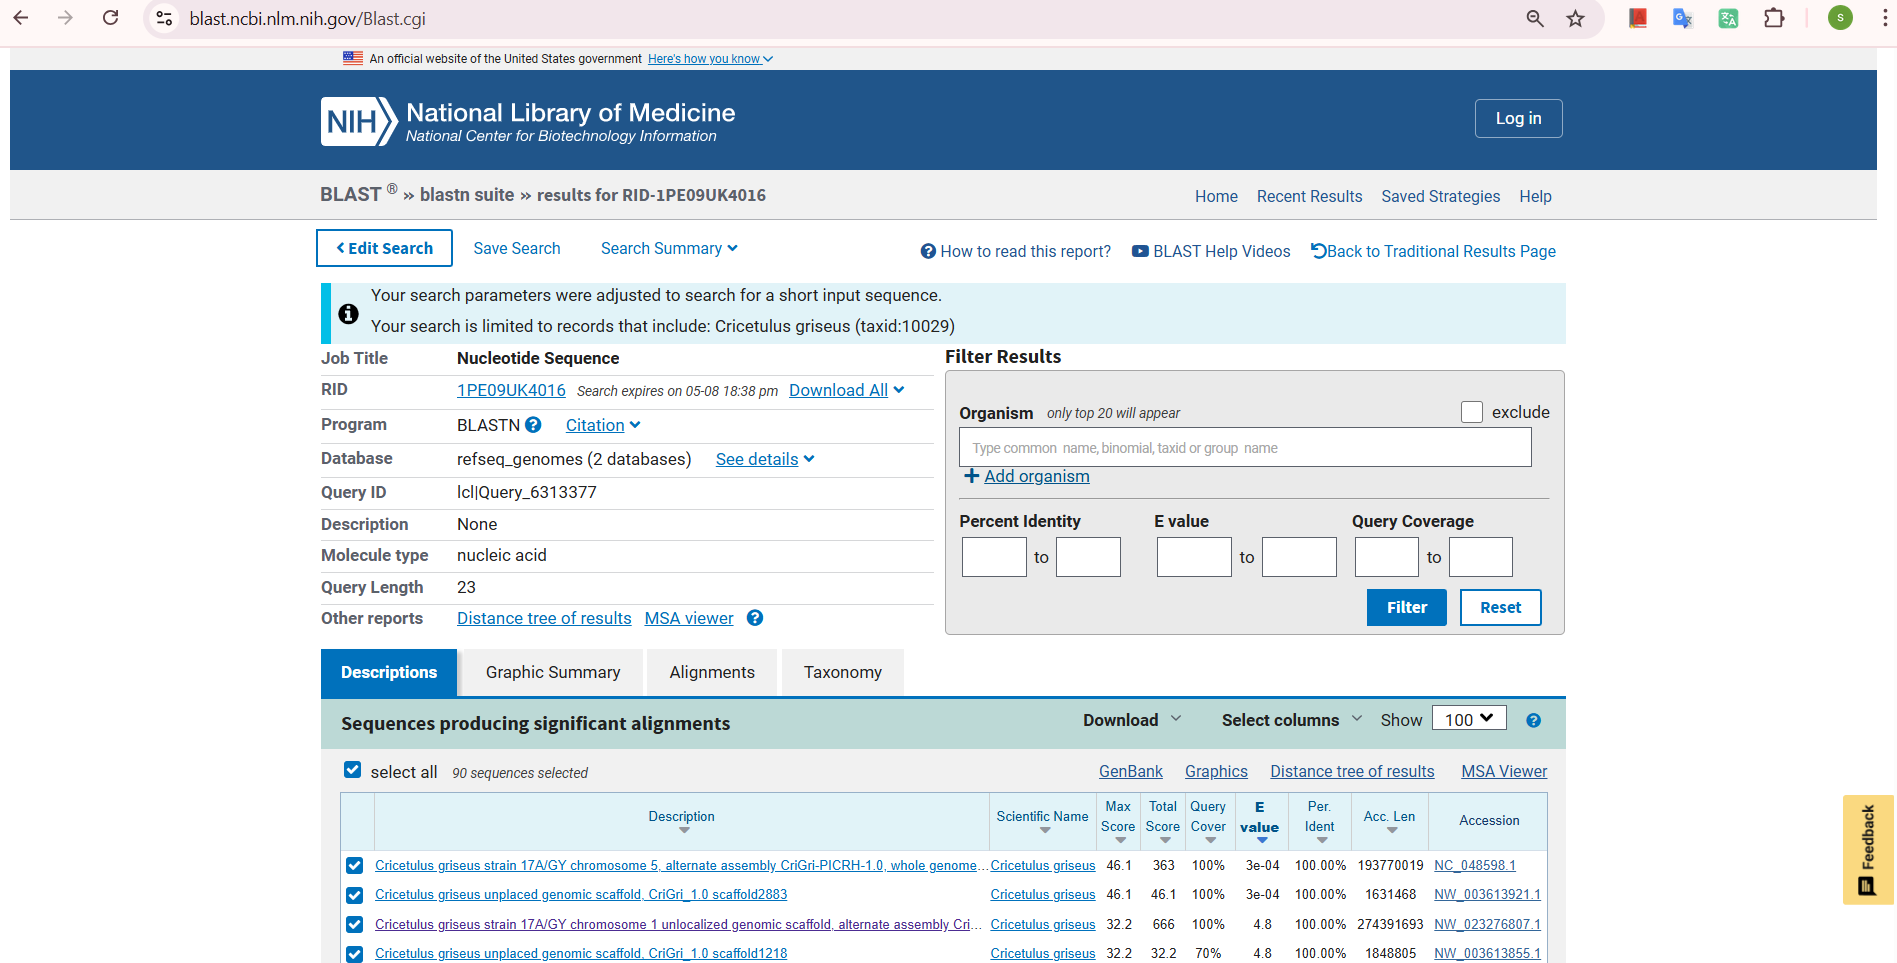 blast.ncbi.nlm.nih.gov/Blast.cgi
S
An official website of the United States government Here's how you know
NIH National Library of Medicine
National Center for Biotechnology Information
Log in
BLAST ® » blastn suite » results for RID-1PE09UK4016
Home Recent Results Saved Strategies Help
Edit Search Save Search Search Summary
How to read this report? BLAST Help Videos Back to Traditional Results Page
Your search parameters were adjusted to search for a short input sequence.
Your search is limited to records that include: Cricetulus griseus (taxid:10029)
Job Title Nucleotide Sequence
RID 1PE09UK4016 Search expires on 05-08 18:38 pm Download All
Program BLASTN Citation
Database refseq_genomes (2 databases) See details
Query ID lcl|Query_6313377
Description None
Molecule type nucleic acid
Query Length 23
Other reports Distance tree of results MSA viewer
Filter Results
Organism only top 20 will appear exclude
Type common name, binomial, taxid or group name
Add organism
Percent Identity E value Query Coverage
to to to
Filter Reset
Descriptions Graphic Summary Alignments Taxonomy
Sequences producing significant alignments Download Select columns Show 100
select all 90 sequences selected GenBank Graphics Distance tree of results MSA Viewer
Description Scientific Name Max Score Total Score Query Cover E value Per. Ident Acc. Len Accession
Cricetulus griseus strain 17A/GY chromosome 5, alternate assembly CriGri-PICRH-1.0, whole genome... Cricetulus griseus 46.1 363 100% 3e-04 100.00% 193770019 NC_048598.1
Cricetulus griseus unplaced genomic scaffold, CriGri_1.0 scaffold2883 Cricetulus griseus 46.1 46.1 100% 3e-04 100.00% 1631468 NW_003613921.1
Cricetulus griseus strain 17A/GY chromosome 1 unlocalized genomic scaffold, alternate assembly Cri... Cricetulus griseus 32.2 666 100% 4.8 100.00% 274391693 NW_023276807.1
Cricetulus griseus unplaced genomic scaffold, CriGri_1.0 scaffold1218 Cricetulus griseus 32.2 32.2 70% 4.8 100.00% 1848805 NW_003613855.1
Feedback